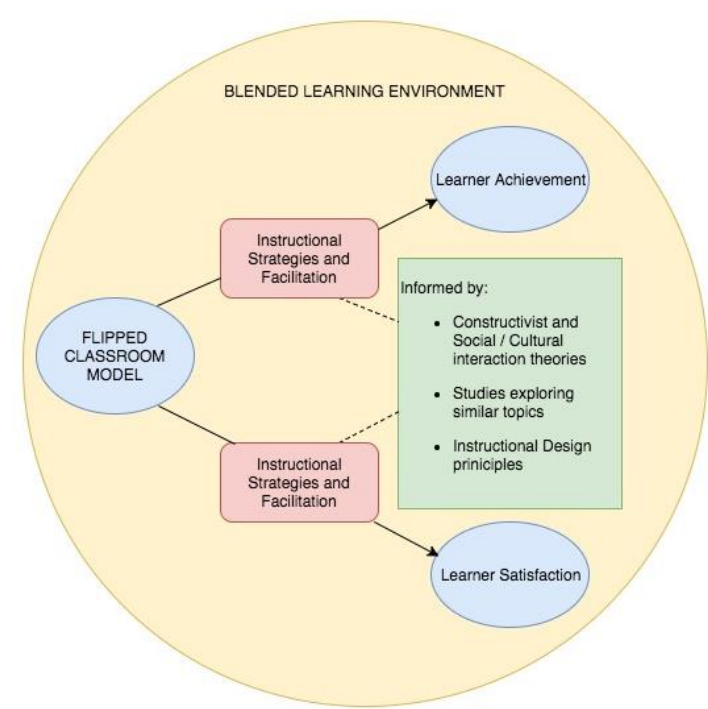 BLENDED LEARNING ENVIRONMENT
Learner Achievement
Instructional
Strategies and
Facilitation
Informed by:
• Constructivist and
Social / Cultural
interaction theories
• Studies exploring
similar topics
• Instructional Design
priniciples
FLIPPED
CLASSROOM
MODEL
Instructional
Strategies and
Facilitation
Learner Satisfaction